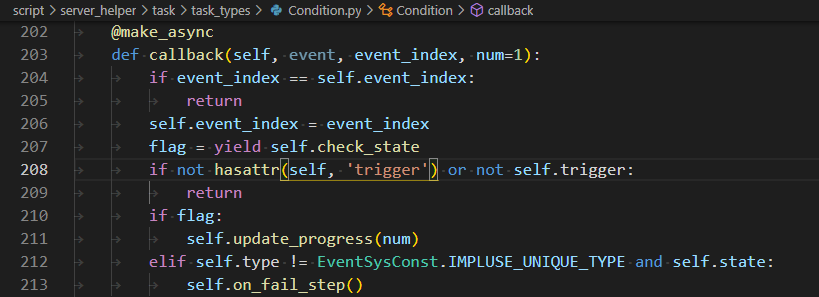 script > server_helper > task > task_types > Condition.py > Condition > callback
202 @make_async
203 def callback(self, event, event_index, num=1):
204 if event_index == self.event_index:
205 return
206 self.event_index = event_index
207 flag = yield self.check_state
208 if not hasattr(self, 'trigger') or not self.trigger:
209 return
210 if flag:
211 self.update_progress(num)
212 elif self.type != EventSysConst.IMPLUSE_UNIQUE_TYPE and self.state:
213 self.on_fail_step()